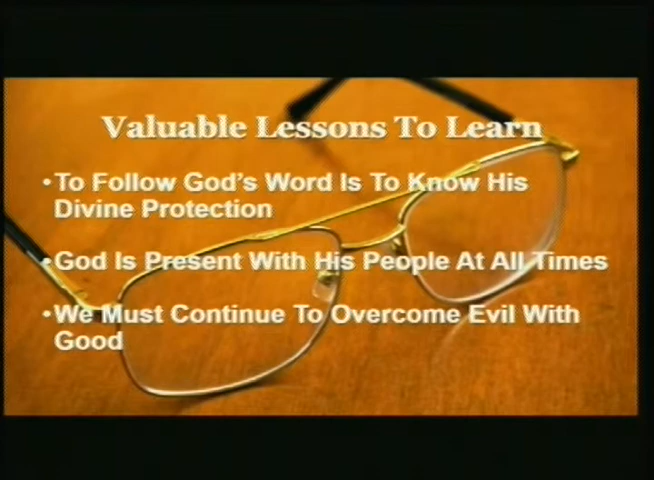 Valuable Lessons To Learn
•To Follow God's Word Is To Know His
Divine Protection
•God Is Present With His People At All Times
•We Must Continue To Overcome Evil With
Good